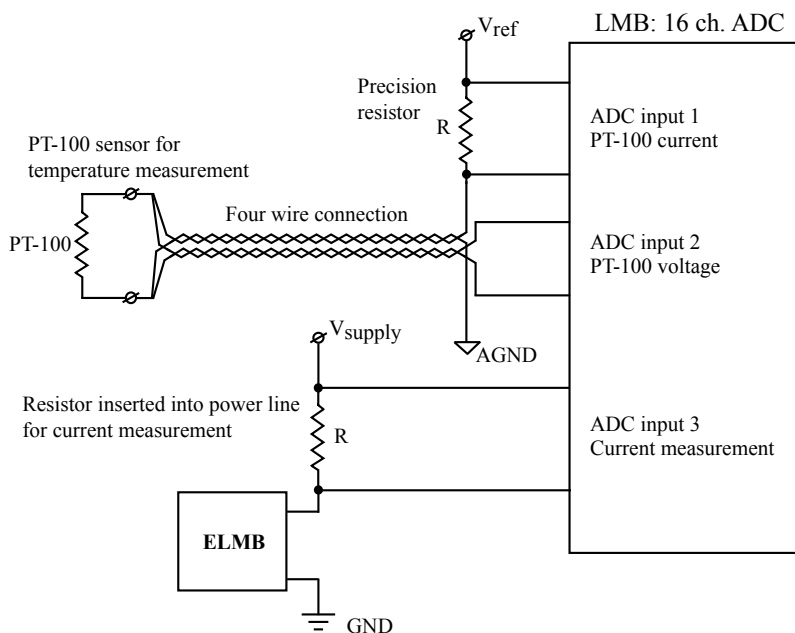 LMB: 16 ch. ADC
Vref
Precision
resistor
R
ADC input 1
PT-100 current
PT-100 sensor for
temperature measurement
Four wire connection
PT-100
ADC input 2
PT-100 voltage
Vsupply
AGND
Resistor inserted into power line
for current measurement
R
ADC input 3
Current measurement
ELMB
GND